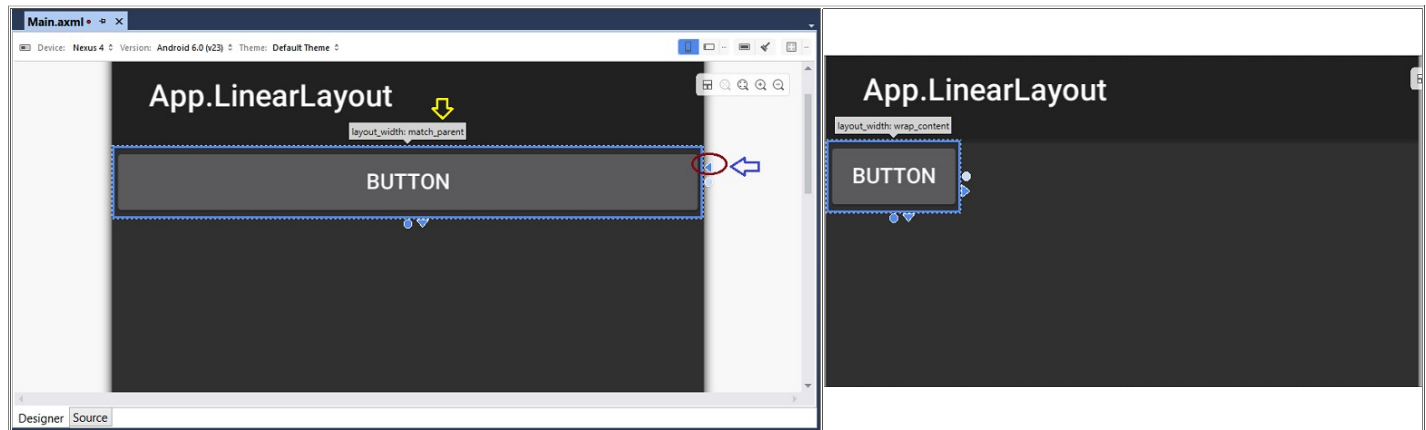 Main.axml
Device: Nexus 4 Version: Android 6.0 (v23) Theme: Default Theme
App.LinearLayout
layout_width: match_parent
BUTTON
Designer Source
App.LinearLayout
layout_width: wrap_content
BUTTON